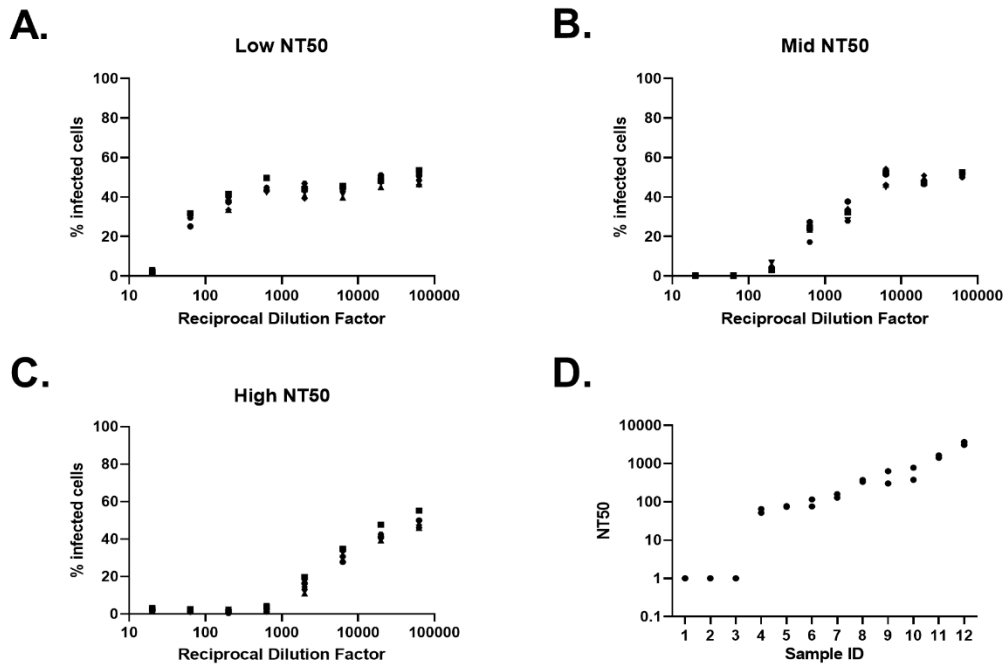 A.
Low NT50
100
80
60
40
20
0
% infected cells
10 100 1000 10000 100000
Reciprocal Dilution Factor
B.
Mid NT50
100
80
60
40
20
0
% infected cells
10 100 1000 10000 100000
Reciprocal Dilution Factor
C.
High NT50
100
80
60
40
20
0
% infected cells
10 100 1000 10000 100000
Reciprocal Dilution Factor
D.
10000
1000
100
10
1
0.1
NT50
1 2 3 4 5 6 7 8 9 10 11 12
Sample ID